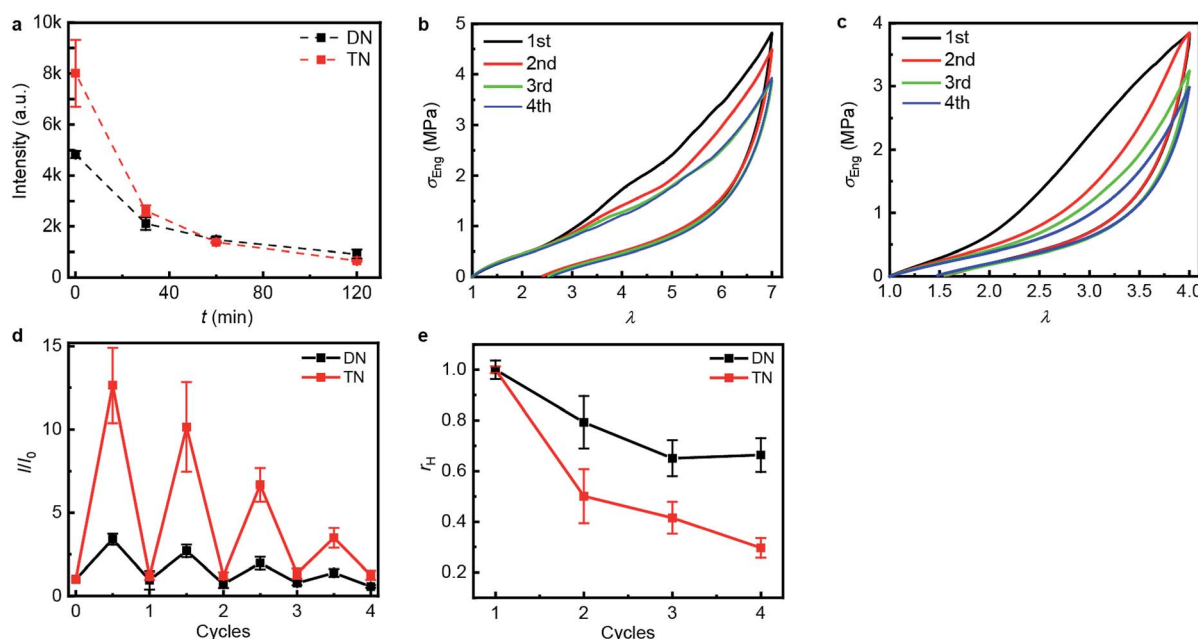 a
DN
TN
10k
8k
6k
4k
2k
0
Intensity (a.u.)
0 40 80 120
t (min)
b
1st
2nd
3rd
4th
5
4
3
2
1
0
σEng (MPa)
1 2 3 4 5 6 7
λ
c
1st
2nd
3rd
4th
4
3
2
1
0
σEng (MPa)
1.0 1.5 2.0 2.5 3.0 3.5 4.0
λ
d
DN
TN
15
10
5
0
I/I0
0 1 2 3 4
Cycles
e
DN
TN
1.0
0.8
0.6
0.4
0.2
rH
1 2 3 4
Cycles